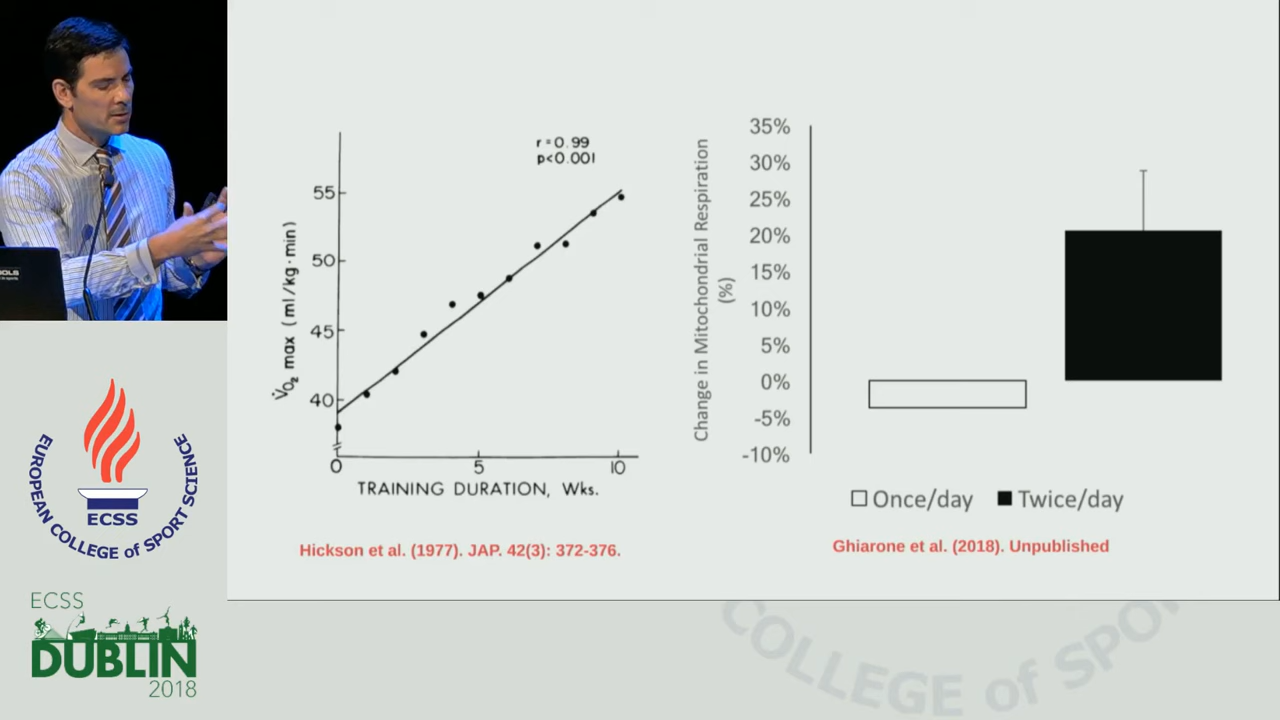 r=0.99
p<0.001
55
50
45
40
V̇O₂ max (ml/kg·min)
0
5
10
TRAINING DURATION, Wks.
Hickson et al. (1977). JAP. 42(3): 372-376.
Change in Mitochondrial Respiration
(%)
35%
30%
25%
20%
15%
10%
5%
0%
-5%
-10%
Once/day
Twice/day
Ghiarone et al. (2018). Unpublished
EUROPEAN COLLEGE of SPORT SCIENCE
ECSS
ECSS
DUBLIN
2018
COLLEGE of SPO